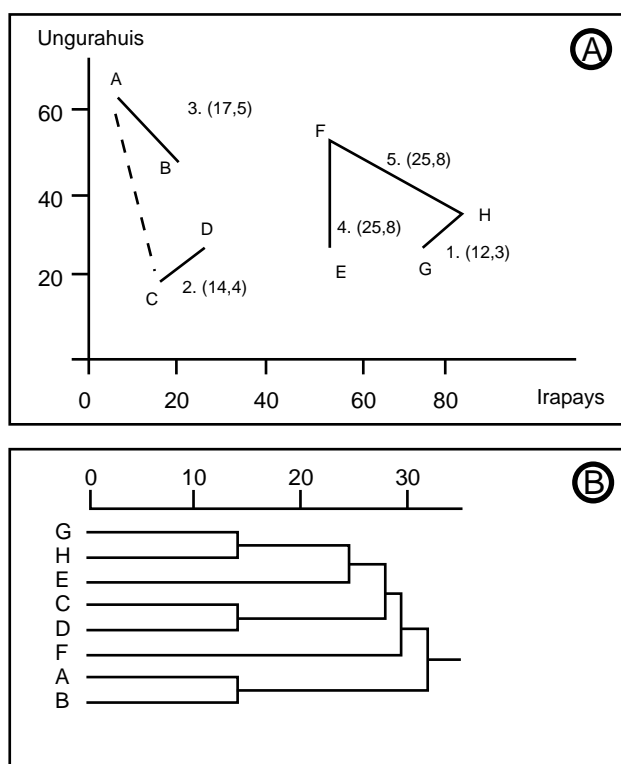 Ungurahuis
A
A
3. (17,5)
60
F
B
5. (25,8)
40
H
D
4. (25,8)
1. (12,3)
20
C
2. (14,4)
E
G
0 20 40 60 80 Irapays
0 10 20 30
B
G
H
E
C
D
F
A
B